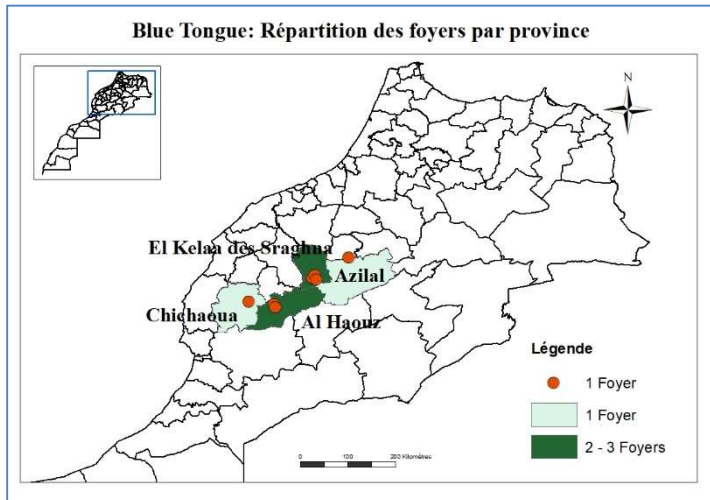 Blue Tongue: Répartition des foyers par province
N
El Kelaa des Sraghna
Azilal
Chichaoua
Al Haouz
Légende
1 Foyer
1 Foyer
2 - 3 Foyers
0 100 200 Kilomètres